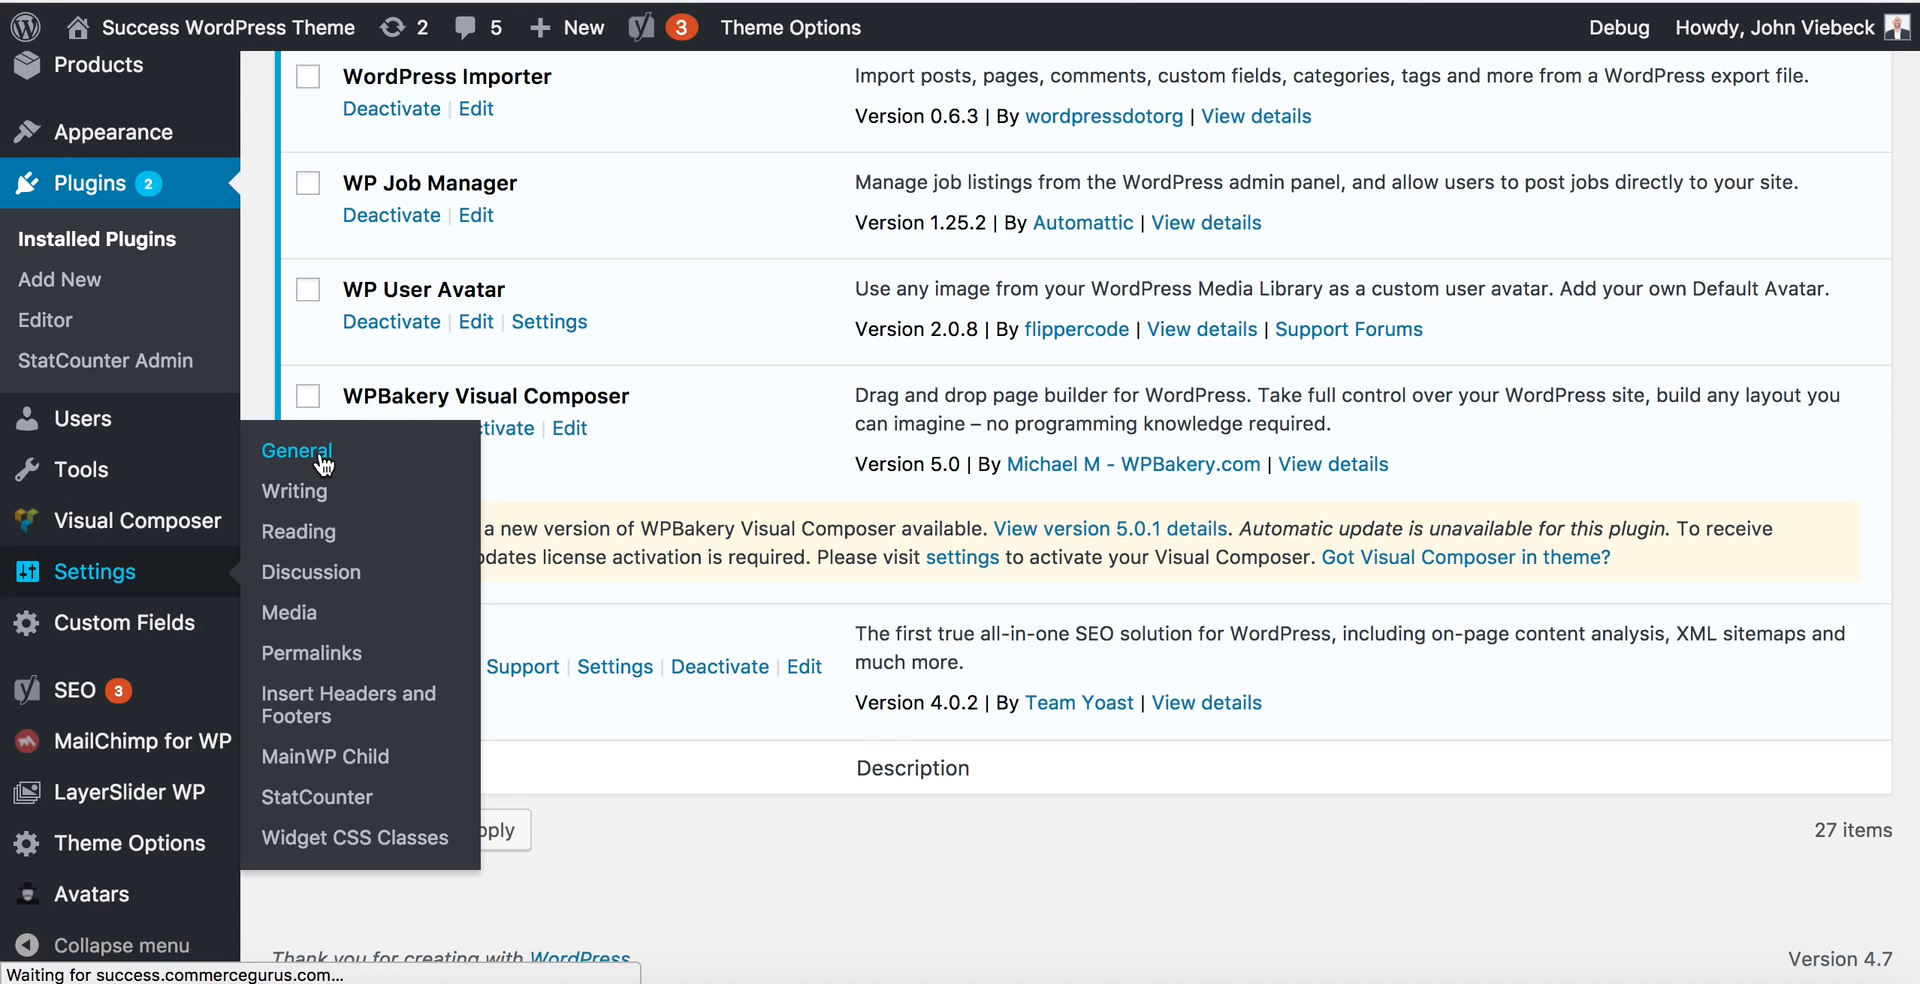 Success WordPress Theme 2 5 New 3 Theme Options Debug Howdy, John Viebeck
Products
Appearance
Plugins 2
Installed Plugins
Add New
Editor
StatCounter Admin
Users
Tools
Visual Composer
Settings
Custom Fields
SEO 3
MailChimp for WP
LayerSlider WP
Theme Options
Avatars
Collapse menu
General
Writing
Reading
Discussion
Media
Permalinks
Insert Headers and
Footers
MainWP Child
StatCounter
Widget CSS Classes
WordPress Importer
Deactivate | Edit
Import posts, pages, comments, custom fields, categories, tags and more from a WordPress export file.
Version 0.6.3 | By wordpressdotorg | View details
WP Job Manager
Deactivate | Edit
Manage job listings from the WordPress admin panel, and allow users to post jobs directly to your site.
Version 1.25.2 | By Automattic | View details
WP User Avatar
Deactivate | Edit | Settings
Use any image from your WordPress Media Library as a custom user avatar. Add your own Default Avatar.
Version 2.0.8 | By flippercode | View details | Support Forums
WPBakery Visual Composer
ctivate | Edit
Drag and drop page builder for WordPress. Take full control over your WordPress site, build any layout you
can imagine – no programming knowledge required.
Version 5.0 | By Michael M - WPBakery.com | View details
a new version of WPBakery Visual Composer available. View version 5.0.1 details. Automatic update is unavailable for this plugin. To receive
pdates license activation is required. Please visit settings to activate your Visual Composer. Got Visual Composer in theme?
Support | Settings | Deactivate | Edit
The first true all-in-one SEO solution for WordPress, including on-page content analysis, XML sitemaps and
much more.
Version 4.0.2 | By Team Yoast | View details
Description
pply
27 items
Thank you for creating with WordPress
Version 4.7
Waiting for success.commercegurus.com...